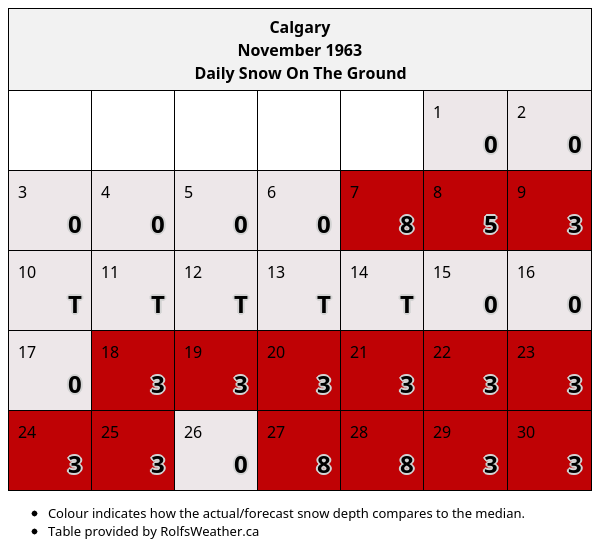 Calgary
November 1963
Daily Snow On The Ground
1 2
0 0
3 4 5 6 7 8 9
0 0 0 0 8 5 3
10 11 12 13 14 15 16
T T T T T 0 0
17 18 19 20 21 22 23
0 3 3 3 3 3 3
24 25 26 27 28 29 30
3 3 0 8 8 3 3
• Colour indicates how the actual/forecast snow depth compares to the median.
• Table provided by RolfsWeather.ca